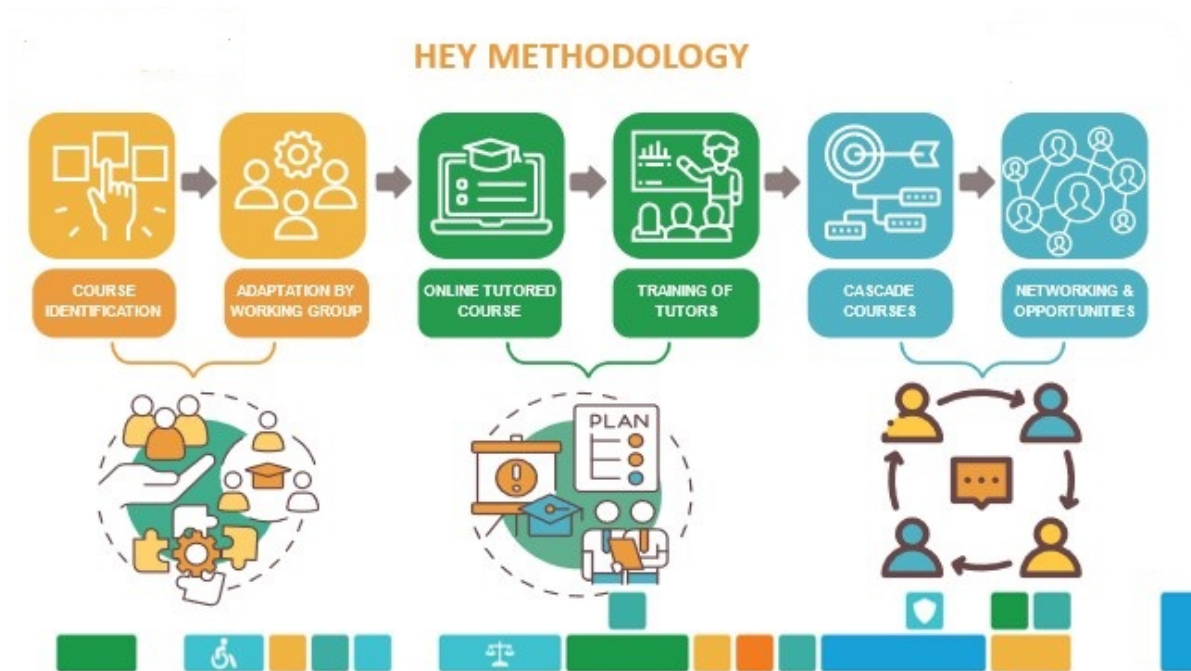 HEY METHODOLOGY
COURSE
IDENTIFICATION
ADAPTATION BY
WORKING GROUP
ONLINE TUTORED
COURSE
TRAINING OF
TUTORS
CASCADE
COURSES
NETWORKING &
OPPORTUNITIES
PLAN